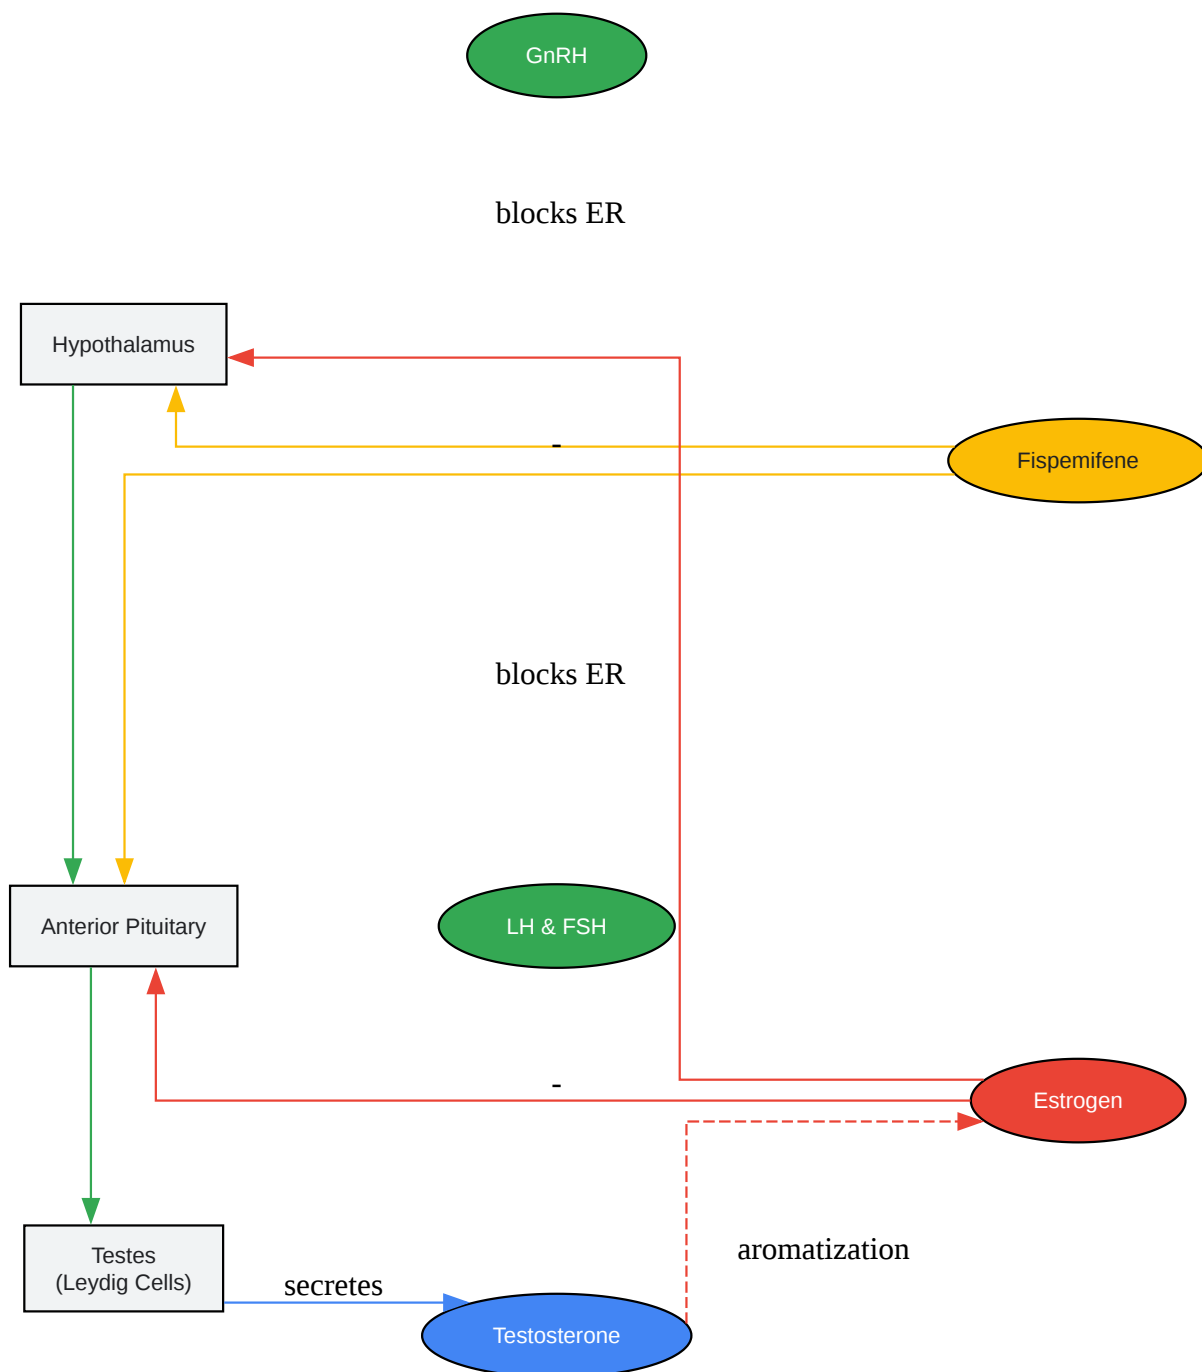 GnRH
blocks ER
Hypothalamus
-
Fispemifene
blocks ER
Anterior Pituitary
LH & FSH
-
Estrogen
aromatization
Testes
(Leydig Cells)
secretes
Testosterone